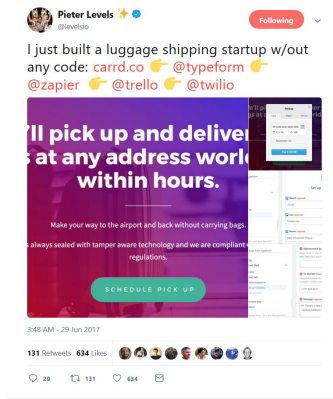 Pieter Levels
@levelsio
Following
I just built a luggage shipping startup w/out
any code: carrd.co 👉 @typeform 👉
@zapier 👉 @trello 👉 @twilio
'll pick up and deliver
s at any address worl
within hours.
Make your way to the airport and back without carrying bags.
always sealed with tamper aware technology and we are compliant
regulations.
SCHEDULE PICK UP
Pickup
3:48 AM - 29 Jun 2017
131 Retweets 634 Likes
29 131 634